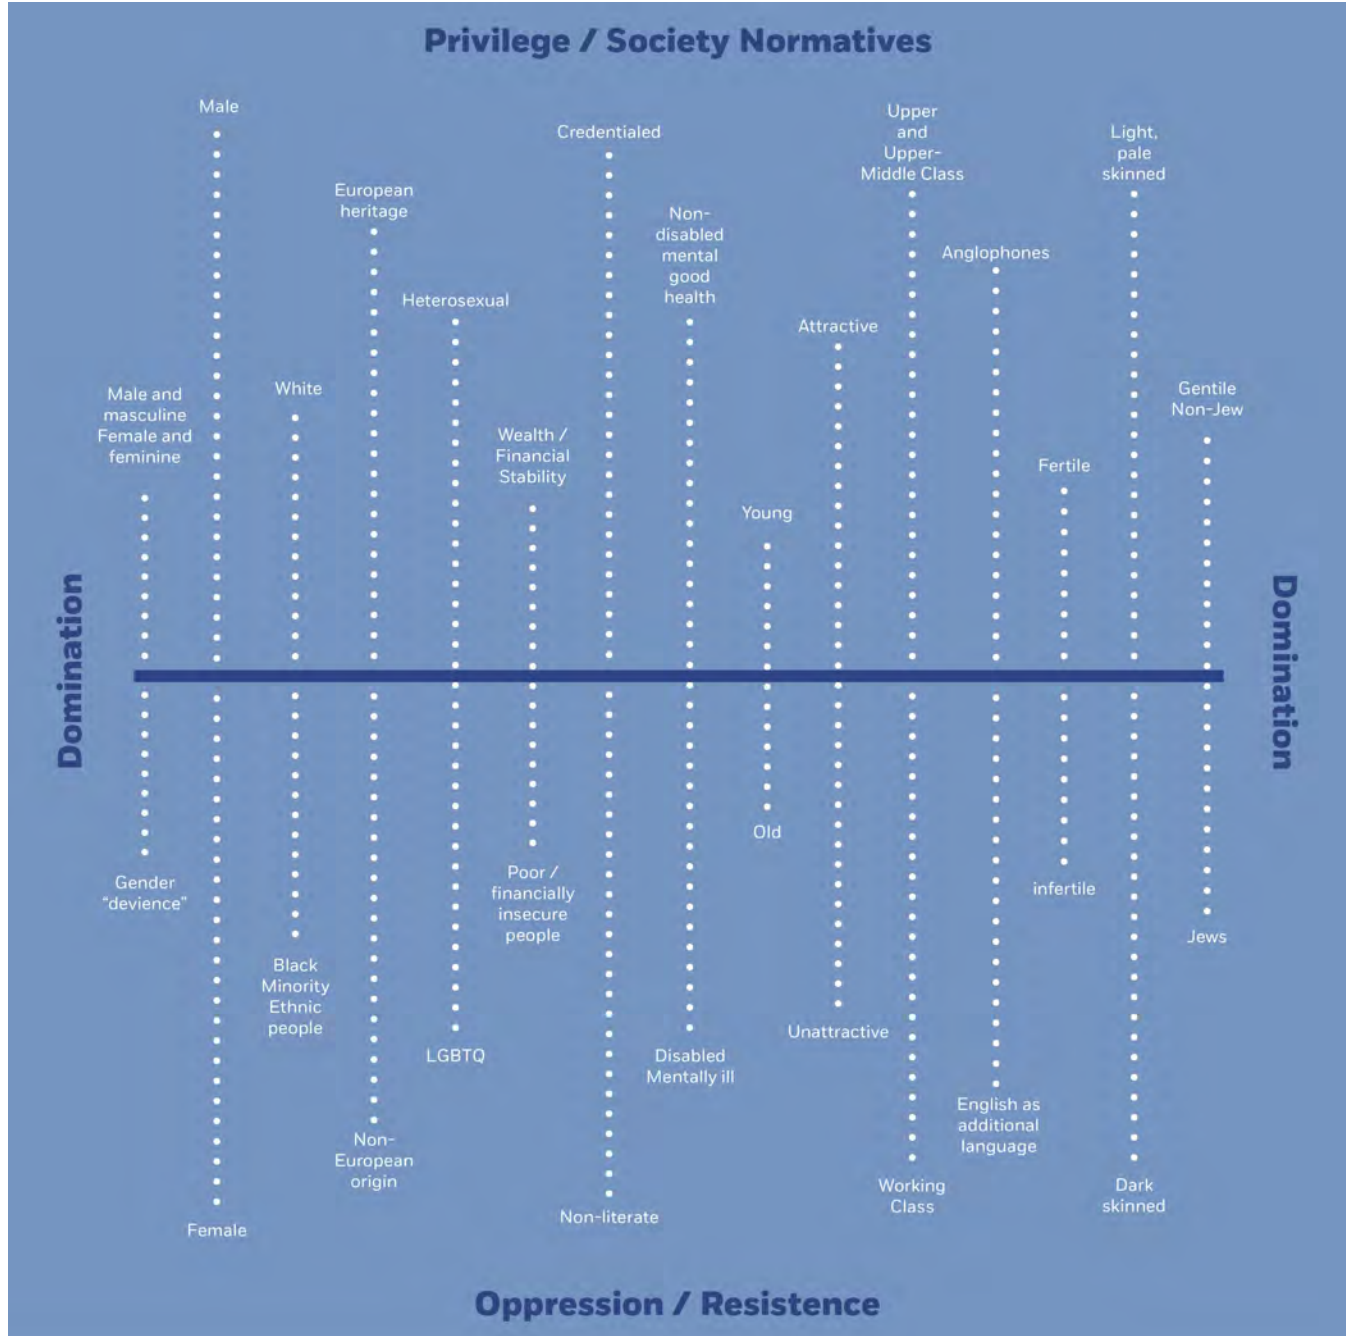 Privilege / Society Normatives
Male
Credentialed
Upper
and
Upper-
Middle Class
Light,
pale
skinned
European
heritage
Non-
disabled
mental
good
health
Anglophones
Heterosexual
Attractive
Male and
masculine
Female and
feminine
White
Gentile
Non-Jew
Wealth /
Financial
Stability
Fertile
Young
Domination
Domination
Old
Gender
“devience”
Poor /
financially
insecure
people
infertile
Jews
Black
Minority
Ethnic
people
LGBTQ
Disabled
Mentally ill
Unattractive
English as
additional
language
Non-
European
origin
Working
Class
Dark
skinned
Non-literate
Female
Oppression / Resistence